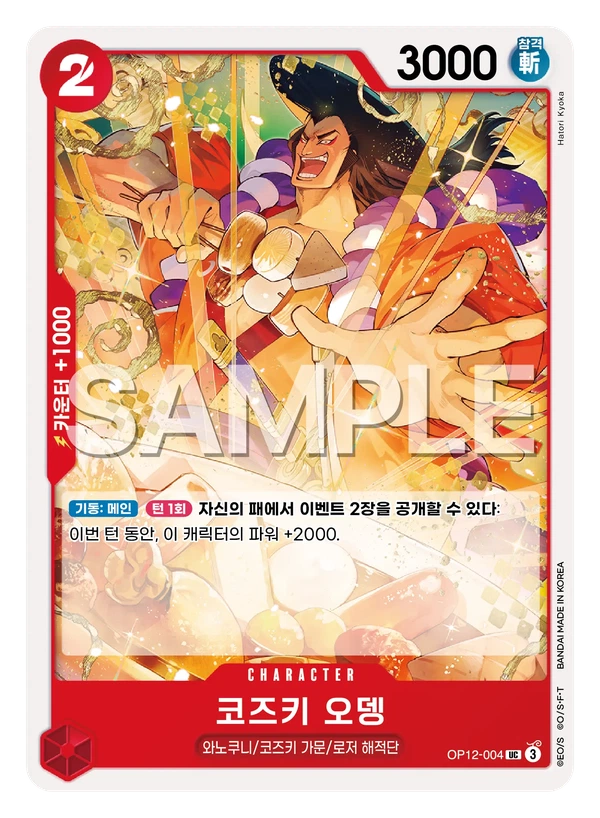 2
3000
참격
斬
Hatori Kyoka
카운터 +1000
SAMPLE
기동: 메인 턴 1회 자신의 패에서 이벤트 2장을 공개할 수 있다:
이번 턴 동안, 이 캐릭터의 파워 +2000.
CHARACTER
코즈키 오뎅
와노쿠니/코즈키 가문/로저 해적단
OP12-004 UC 3
©EO/S ©O/S·F·T BANDAI MADE IN KOREA